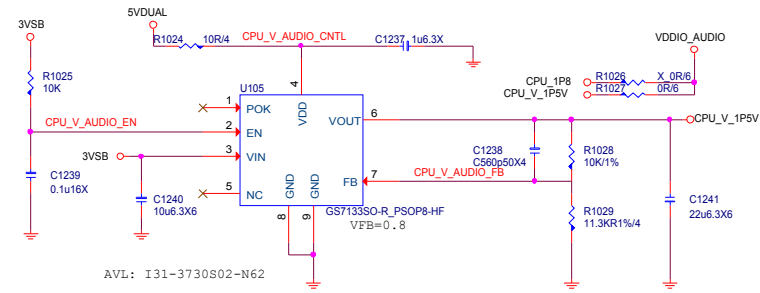 5VDUAL
3VSB
R1024
10R/4
CPU_V_AUDIO_CNTL
C1237
1u6.3X
VDDIO_AUDIO
R1025
10K
U105
4
VDD
CPU_1P8
R1026
X_0R/6
CPU_V_1P5V
R1027
0R/6
1
POK
CPU_V_AUDIO_EN
2
EN
VOUT
6
CPU_V_1P5V
3VSB
3
VIN
C1238
C560p50X4
R1028
10K/1%
C1239
0.1u16X
C1240
10u6.3X6
5
NC
GND
GND
FB
7
CPU_V_AUDIO_FB
C1241
22u6.3X6
8
9
GS7133SO-R_PSOP8-HF
VFB=0.8
R1029
11.3KR1%/4
AVL: I31-3730S02-N62